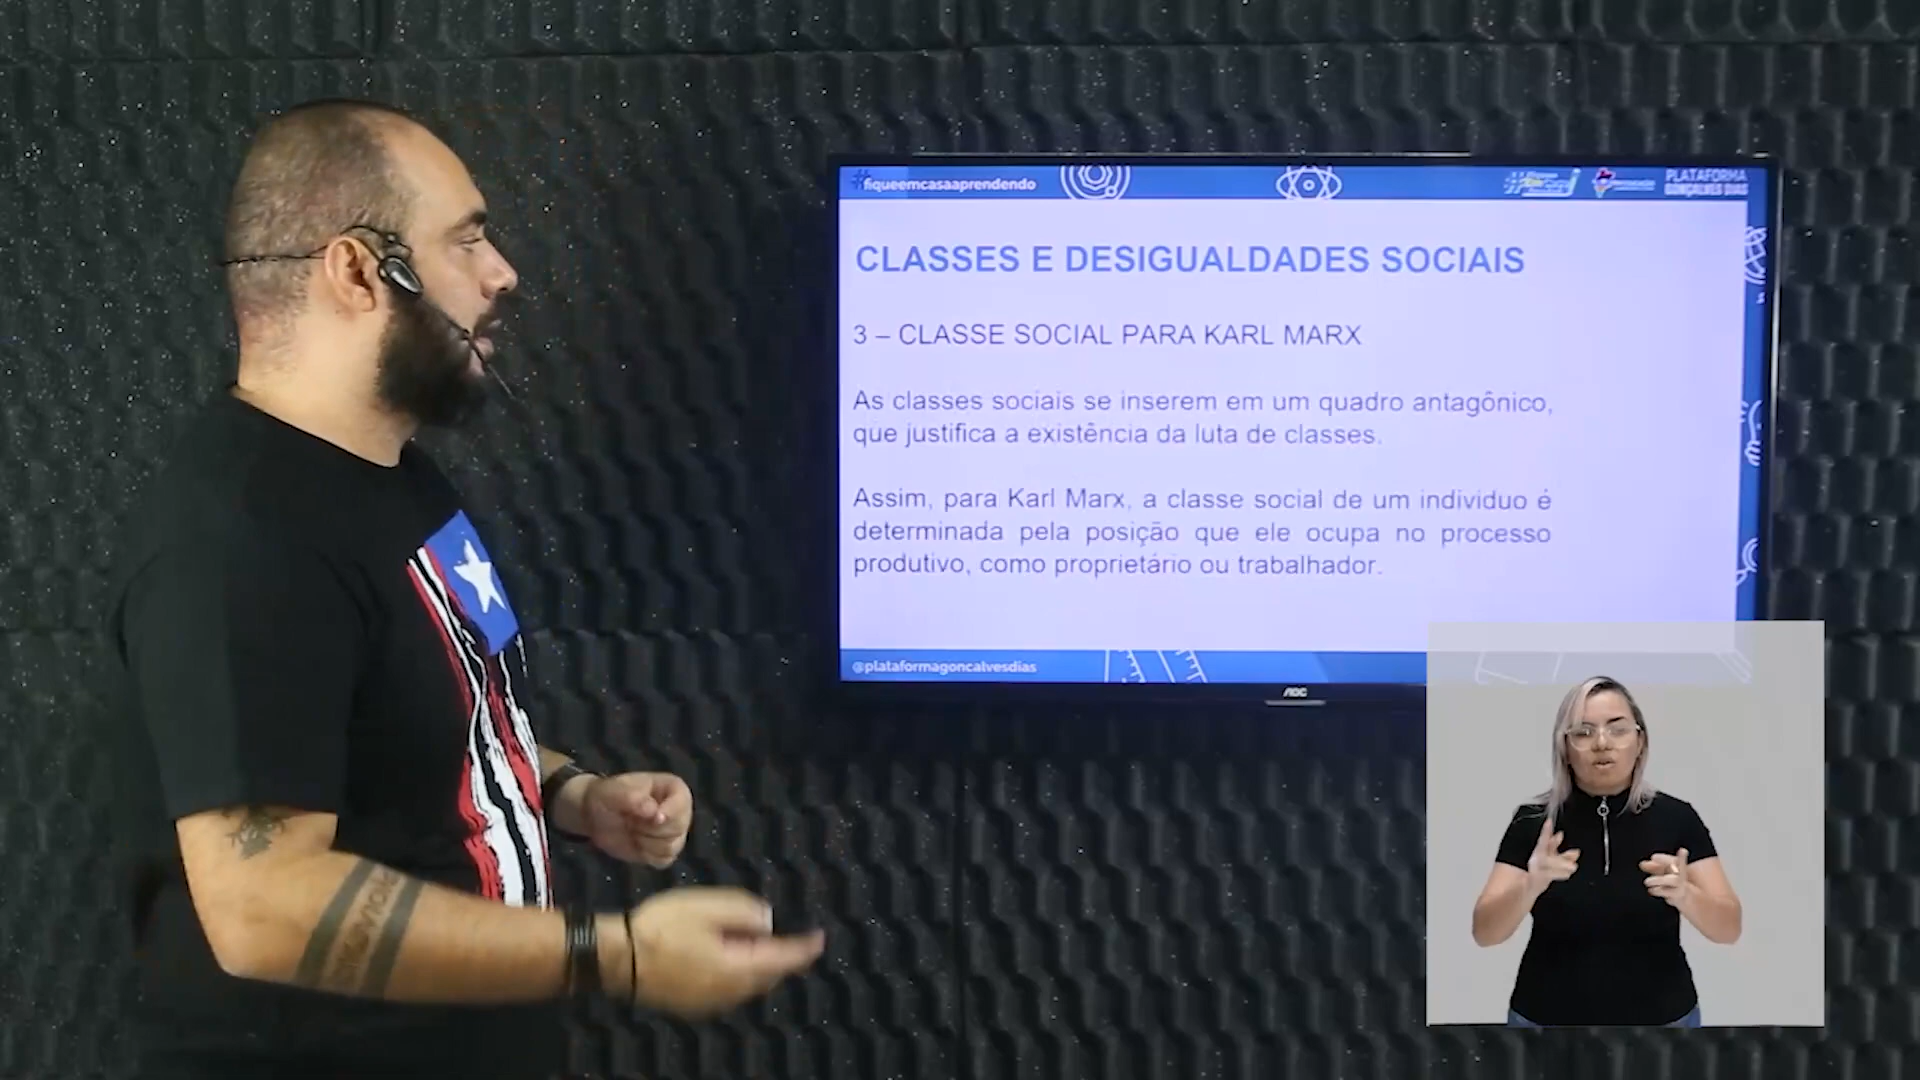 #fiqueemcasaaprendendo
PLATAFORMA
GONÇALVES DIAS
CLASSES E DESIGUALDADES SOCIAIS
3 – CLASSE SOCIAL PARA KARL MARX
As classes sociais se inserem em um quadro antagônico,
que justifica a existência da luta de classes.
Assim, para Karl Marx, a classe social de um individuo é
determinada pela posição que ele ocupa no processo
produtivo, como proprietário ou trabalhador.
@plataformagoncalvesdias
AOC